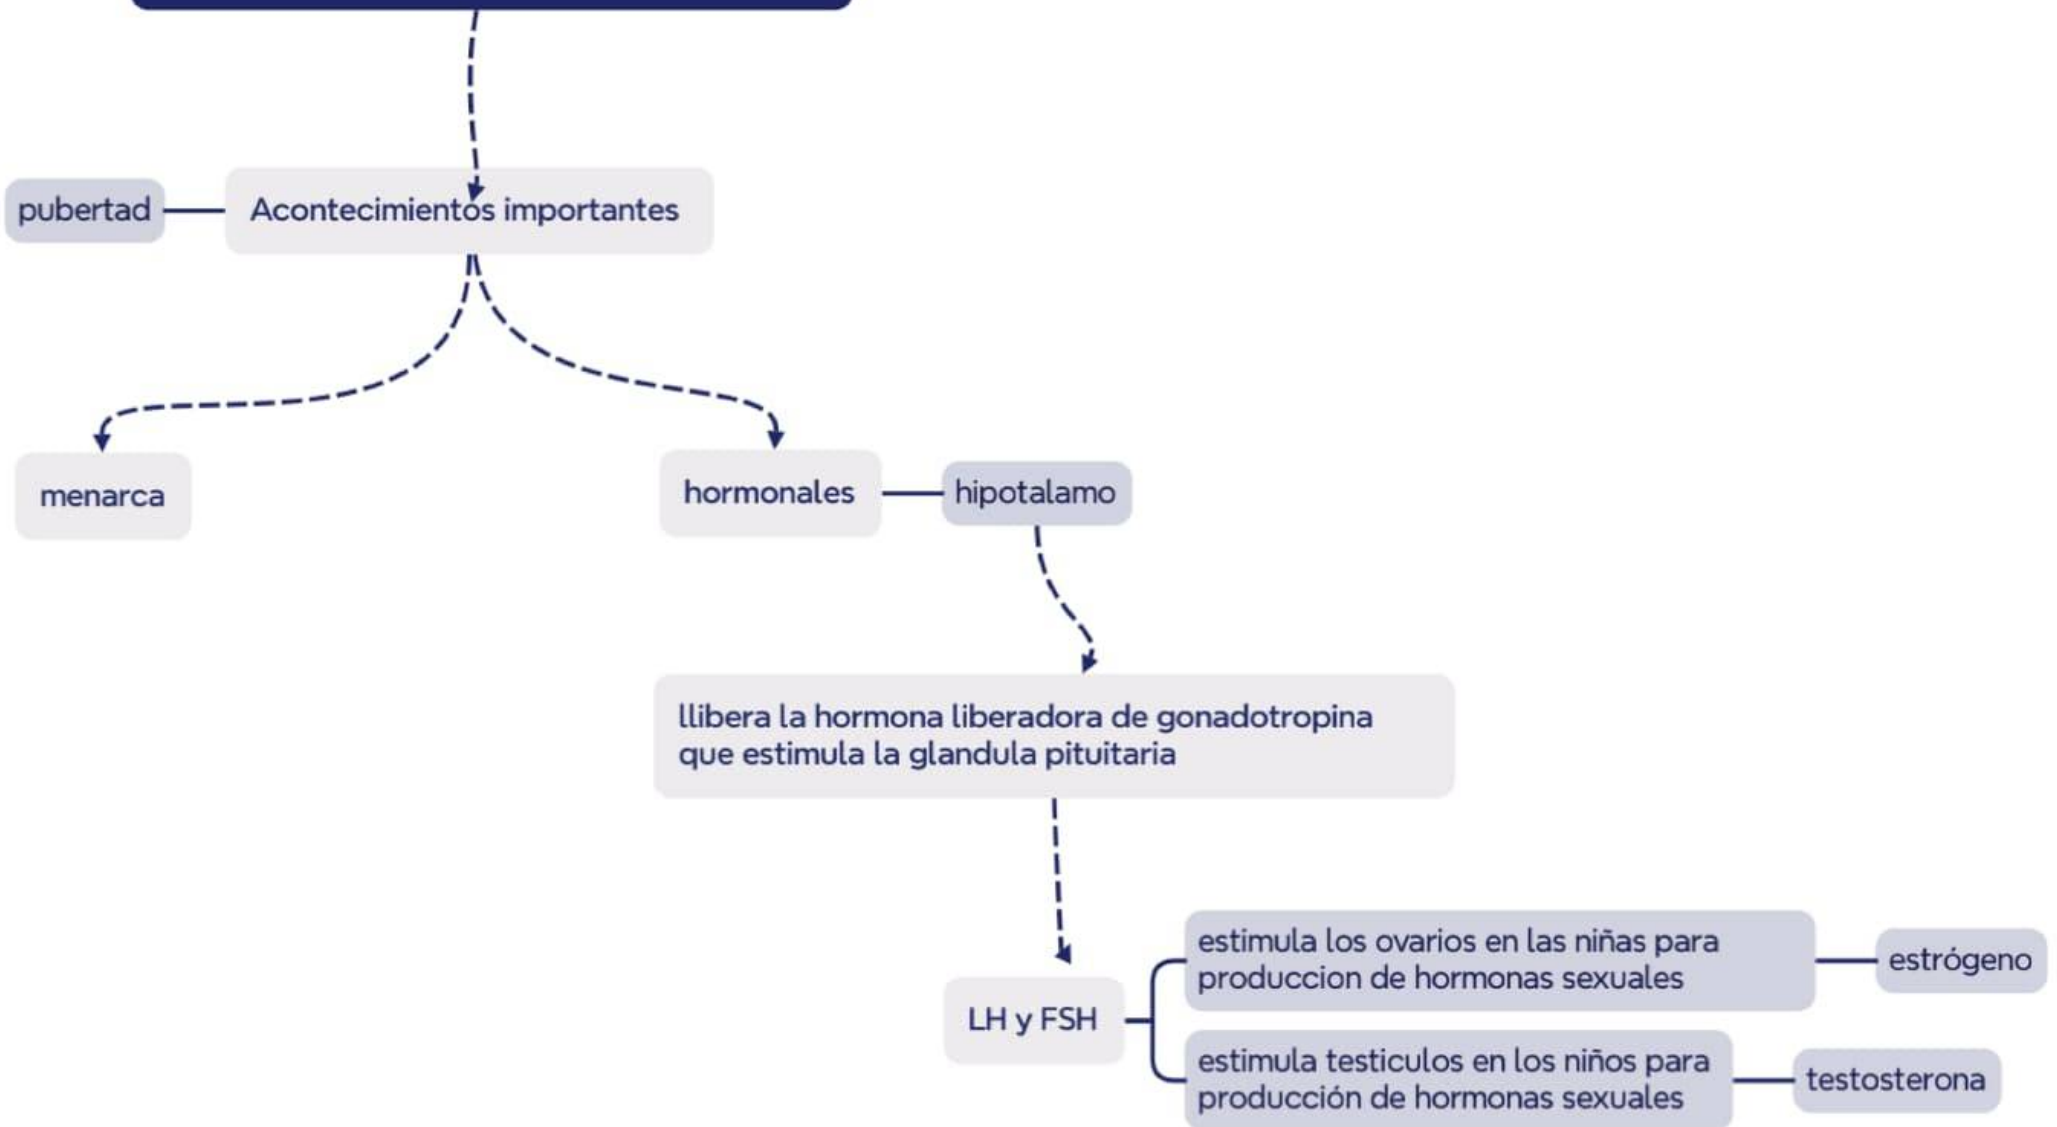 pubertad
Acontecimientos importantes
menarca
hormonales
hipotalamo
llibera la hormona liberadora de gonadotropina
que estimula la glandula pituitaria
LH y FSH
estimula los ovarios en las niñas para
produccion de hormonas sexuales
estrógeno
estimula testiculos en los niños para
producción de hormonas sexuales
testosterona